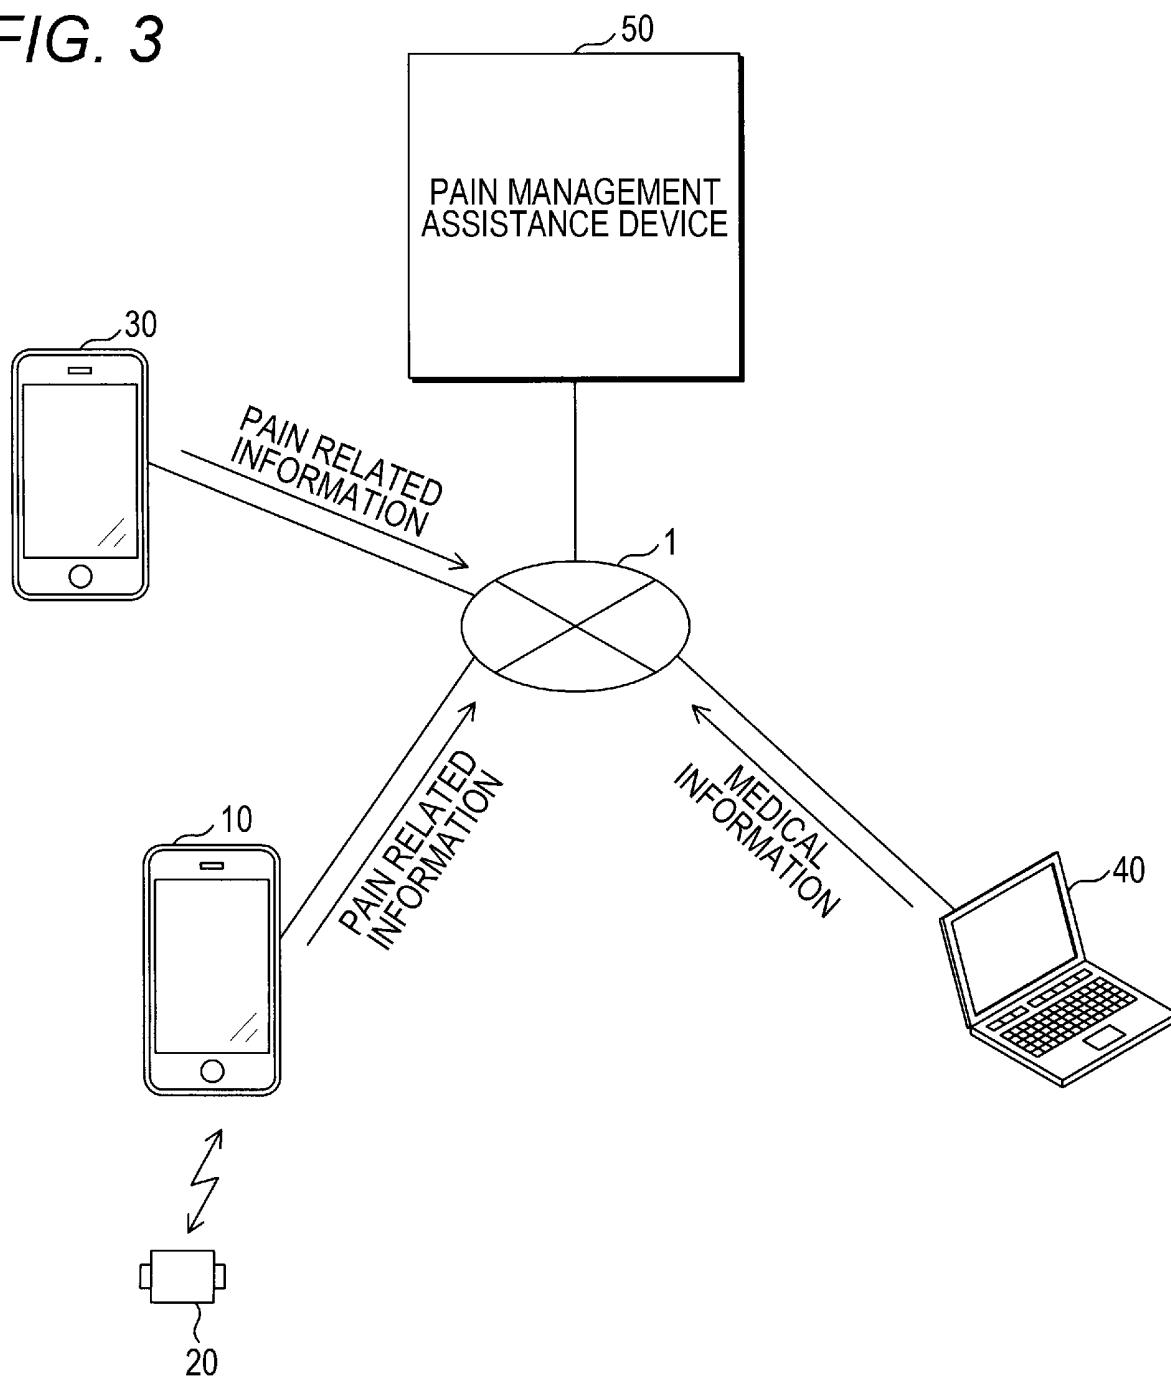 FIG. 3
50
PAIN MANAGEMENT
ASSISTANCE DEVICE
30
PAIN RELATED
INFORMATION
1
PAIN RELATED
INFORMATION
MEDICAL
INFORMATION
10
40
20